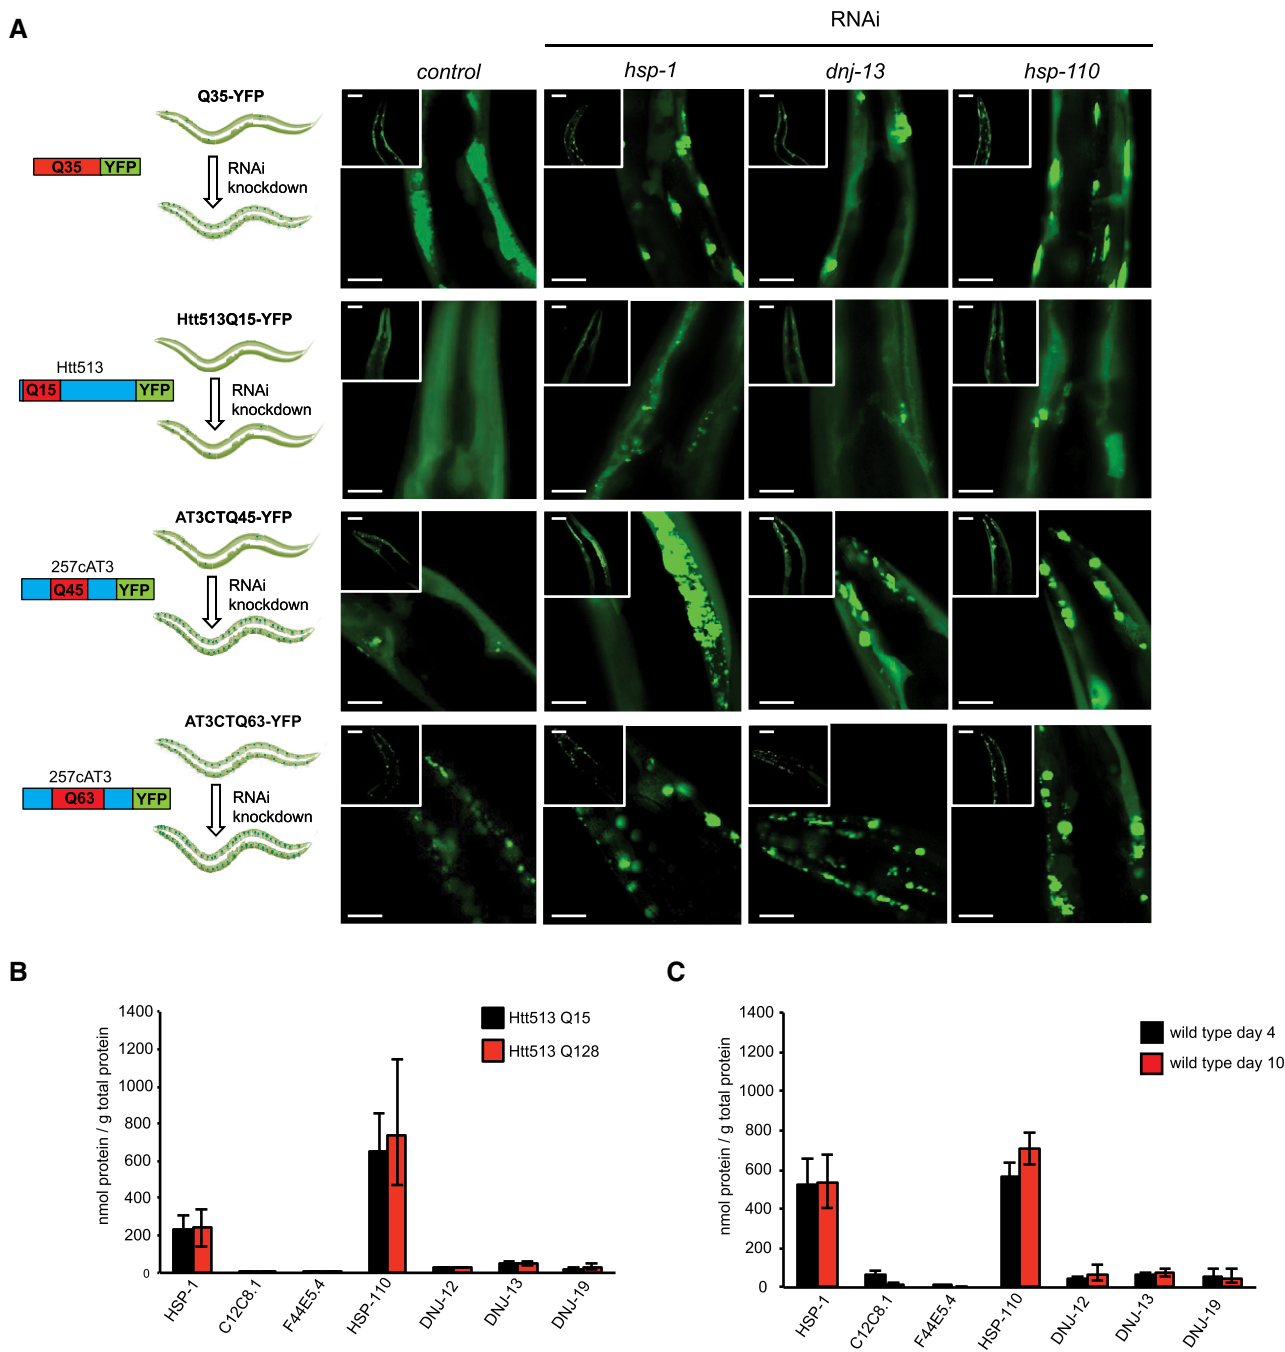 A
RNAi
control
hsp-1
dnj-13
hsp-110
Q35-YFP
Q35
YFP
RNAi
knockdown
Htt513Q15-YFP
Htt513
Q15
YFP
RNAi
knockdown
AT3CTQ45-YFP
257cAT3
Q45
YFP
RNAi
knockdown
AT3CTQ63-YFP
257cAT3
Q63
YFP
RNAi
knockdown
B
nmol protein / g total protein
1400
1200
1000
800
600
400
200
0
Htt513 Q15
Htt513 Q128
HSP-1
C12C8.1
F44E5.4
HSP-110
DNJ-12
DNJ-13
DNJ-19
C
nmol protein / g total protein
1400
1200
1000
800
600
400
200
0
wild type day 4
wild type day 10
HSP-1
C12C8.1
F44E5.4
HSP-110
DNJ-12
DNJ-13
DNJ-19